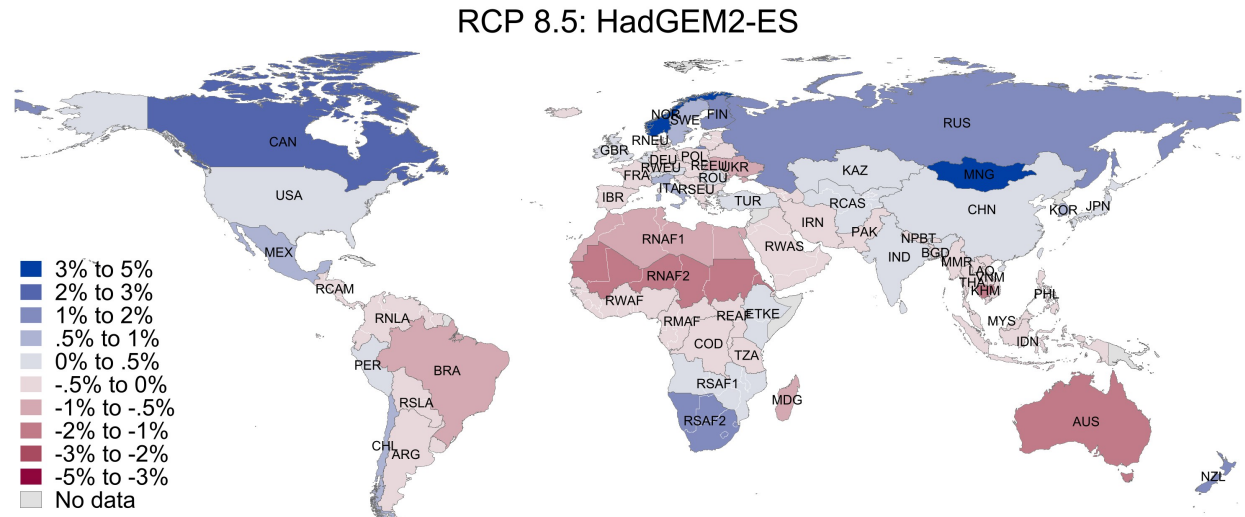 RCP 8.5: HadGEM2-ES
CAN
USA
MEX
RCAM
RNLA
PER
BRA
RSLA
CHL
ARG
NOR
SWE
FIN
RNEU
GBR
DEU
POL
RWEU
REEU
UKR
FRA
ROU
ITA
RSEU
IBR
TUR
RUS
KAZ
MNG
RCAS
CHN
KOR
JPN
IRN
PAK
NPBT
RWAS
IND
BGD
MMR
LAO
VNM
THA
KHM
PHL
MYS
IDN
RNAF1
RNAF2
RWAF
RMAF
REAF
ETKE
COD
TZA
RSAF1
MDG
RSAF2
AUS
NZL
3% to 5%
2% to 3%
1% to 2%
.5% to 1%
0% to .5%
-.5% to 0%
-1% to -.5%
-2% to -1%
-3% to -2%
-5% to -3%
No data